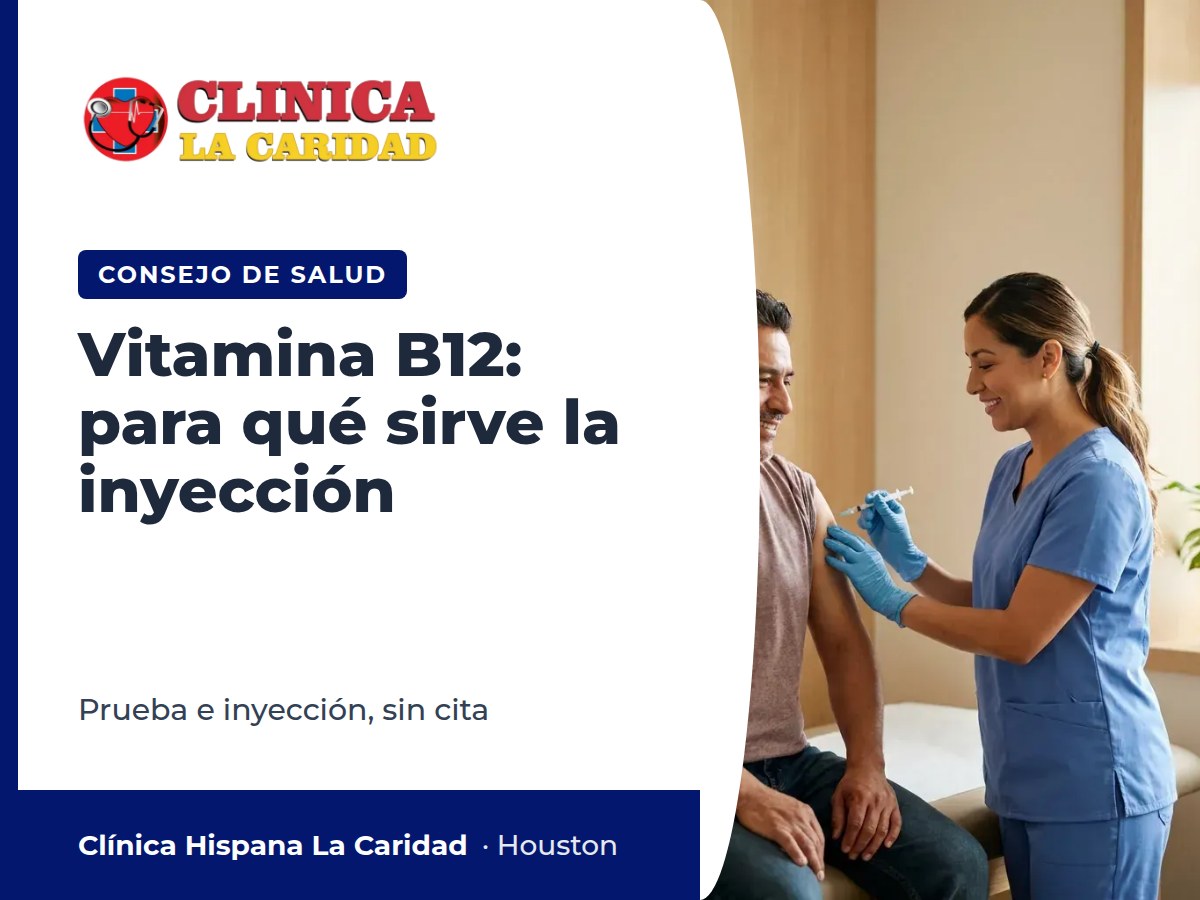 CLINICA
LA CARIDAD
CONSEJO DE SALUD
Vitamina B12:
para qué sirve la
inyección
Prueba e inyección, sin cita
Clínica Hispana La Caridad · Houston